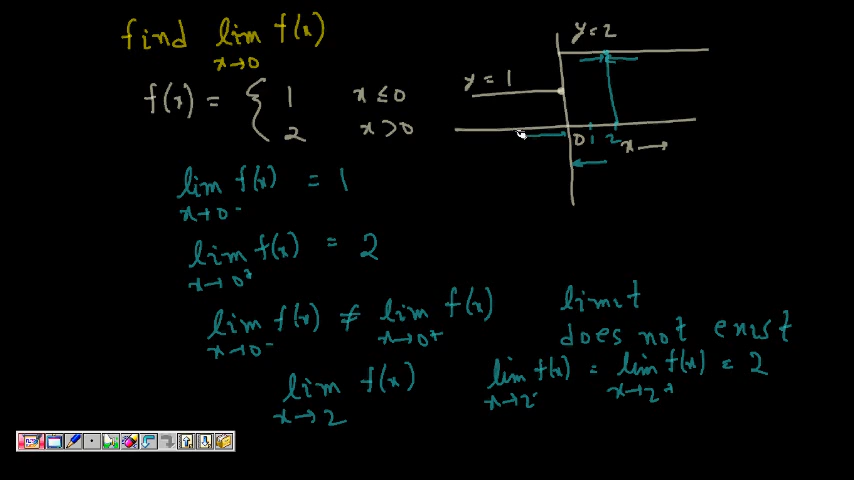 find lim f(x)
x→0
f(x) = { 1 x ≤ 0
2 x > 0
y = 2
y = 1
0 1 2 x →
lim f(x) = 1
x→0-
lim f(x) = 2
x→0+
lim f(x) ≠ lim f(x) limit
x→0- x→0+ does not exist
lim f(x) lim f(x) = lim f(x) = 2
x→2 x→2- x→2+